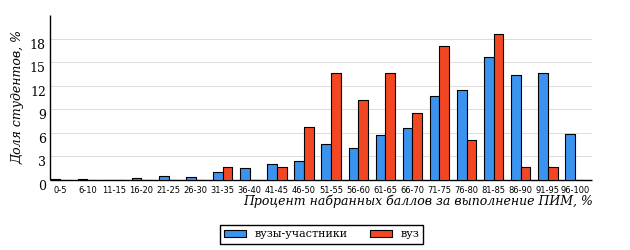 Доля студентов, %
18
15
12
9
6
3
0
0-5 6-10 11-15 16-20 21-25 26-30 31-35 36-40 41-45 46-50 51-55 56-60 61-65 66-70 71-75 76-80 81-85 86-90 91-95 96-100
Процент набранных баллов за выполнение ПИМ, %
вузы-участники вуз